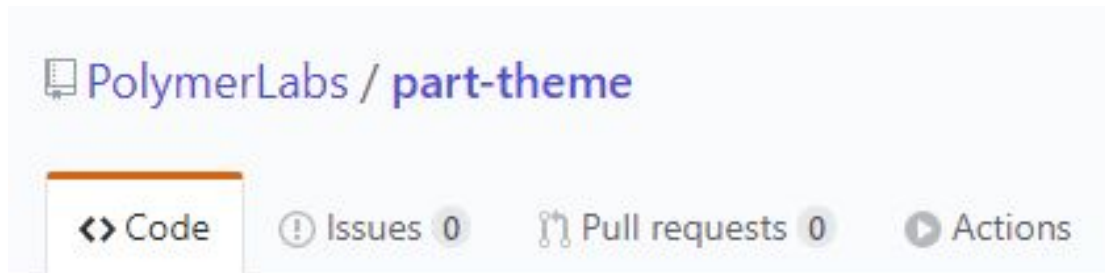 PolymerLabs / part-theme
<> Code Issues 0 Pull requests 0 Actions